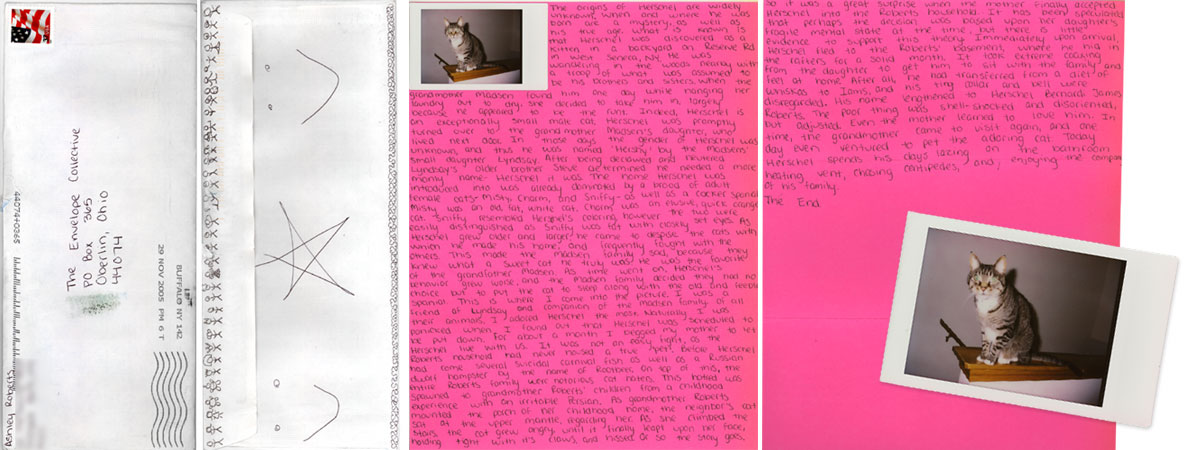 Ashley Roberts
The Envelope Collective
PO Box 365
Oberlin, Ohio
44074
44074+0365
BUFFALO NY 142
29 NOV 2005 PM 6 T
The origins of Herschel are widely
unknown, when and where he was
born are a mystery, as well as
his true age. What is known is
that Herschel was discovered as a
kitten in a backyard on Reserve Rd
in West Seneca, NY. He was
wandering in the woods nearby with
a troop of what was assumed to
be his brothers and sisters when the
grandmother Madsen found him one day while hanging her
laundry out to dry. She decided to take him in, largely
because he appeared to be the runt. Indeed, Herschel is
an exceptionally small male cat. Herschel was promptly
turned over to the grandmother Madsen's daughter, who
lived next door. In those days the gender of Herschel was
unknown, and thus he was named "Hershy" by the Madsens'
small daughter Lyndsay. After being declawed and neutered
Lyndsay's older brother Steve determined he needed a more
manly name- Herschel it was. The home Herschel was
introduced into was already dominated by a brood of adult
female cats- Misty, Charm, and Sniffy- as well as a cocker spaniel.
Misty was an old, fat, white cat. Charm was an elusive, quick orange
cat. Sniffy resembled Hershel's coloring, however the two were
easily distinguished as Sniffy was fat with closely set eyes. As
Herschel grew older and larger he came to despise the cats with
whom he made his home, and frequently fought with the
others. This made the Madsen family sad, because they
knew what a sweet cat he truly was. He was the favorite
of the grandfather Madsen. As time went on, Herschel's
behavior grew worse, and the Madsen family decided they had no
choice but to put the cat to sleep along with the old and feeble
spaniel. This is where I come into the picture. I was a
friend of Lyndsay and companion of the Madsen family of all
their animals, I adored Herschel the most. Naturally I was
panicked when I found out that Herschel was scheduled to
be put down. For about a month I begged my mother to let
Herschel live with us. It was not an easy fight, as the
Roberts household had never housed a true "pet" before Herschel
had come several suicidal carnival fish, as well as a Russian
dwarf hampster by the name of Rootbeer. On top of this, the
entire Roberts family were notorious cat haters. This hatred was
spawned to grandmother Roberts' children from a childhood
experience with an irritable Persian. As grandmother Roberts
mounted the porch of her childhood home, the neighbor's cat
sat at the upper mantle, regarding her. As she climbed the
stairs, the cat grew angry, until it finally leapt upon her face,
holding tight with it's claws, and hissed. Or so the story goes.
So it was a great surprise when the mother finally accepted
Herschel into the Roberts household. It has been speculated
that perhaps the decision was based upon her daughter's
fragile mental state at the time, but there is little
evidence to support this theory. Immediately upon arrival,
Herschel fled to the Roberts' basement, where he hid in
the rafters for a solid month. It took extreme coaxing
from the daughter to get him to sit with the family and
feel at home. After all, he had transferred from a diet of
Whiskas to Iams, and his tiny collar and bell were
disregarded. His name lengthened to Herschel Bernard James
Roberts. The poor thing was shell-shocked and disoriented,
but adjusted. Even the mother learned to love him. In
time, the grandmother came to visit again, and one
day even ventured to pet the adoring cat. Today
Herschel spends his days lazing on the bathroom
heating vent, chasing cantipedes, and enjoying the company
of his family.
The End.